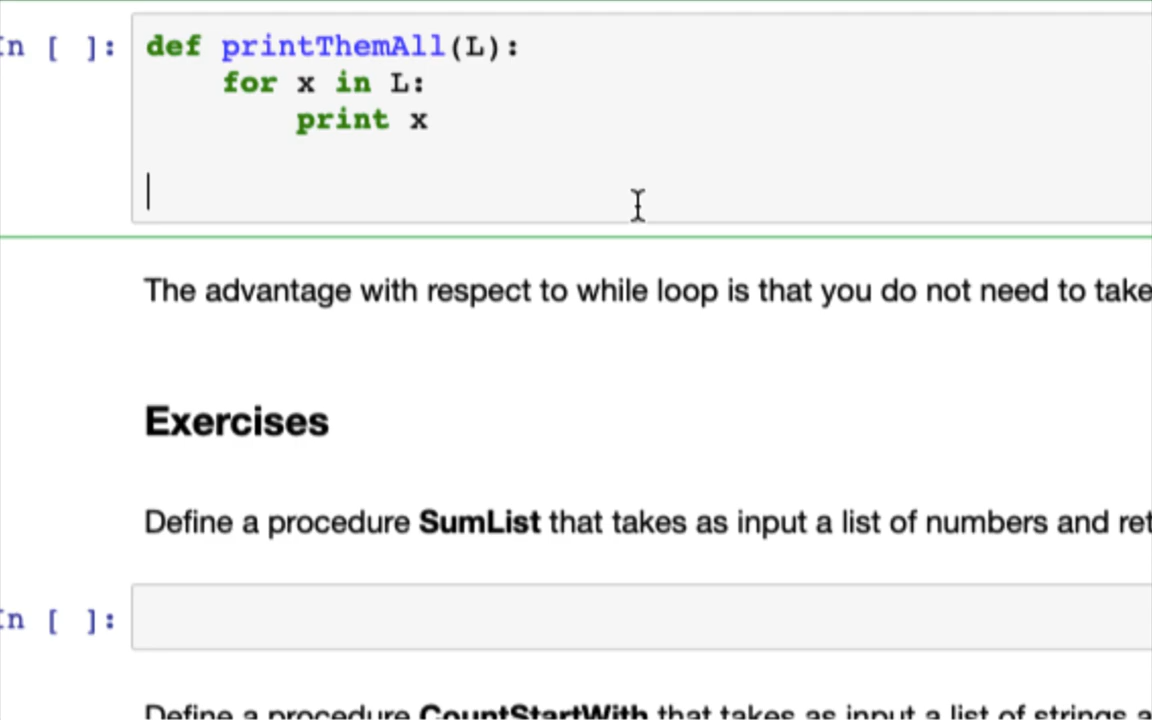 In [ ]: def printThemAll(L):
for x in L:
print x
The advantage with respect to while loop is that you do not need to take
Exercises
Define a procedure SumList that takes as input a list of numbers and ret
In [ ]:
Define a procedure CountStartWith that takes as input a list of strings a